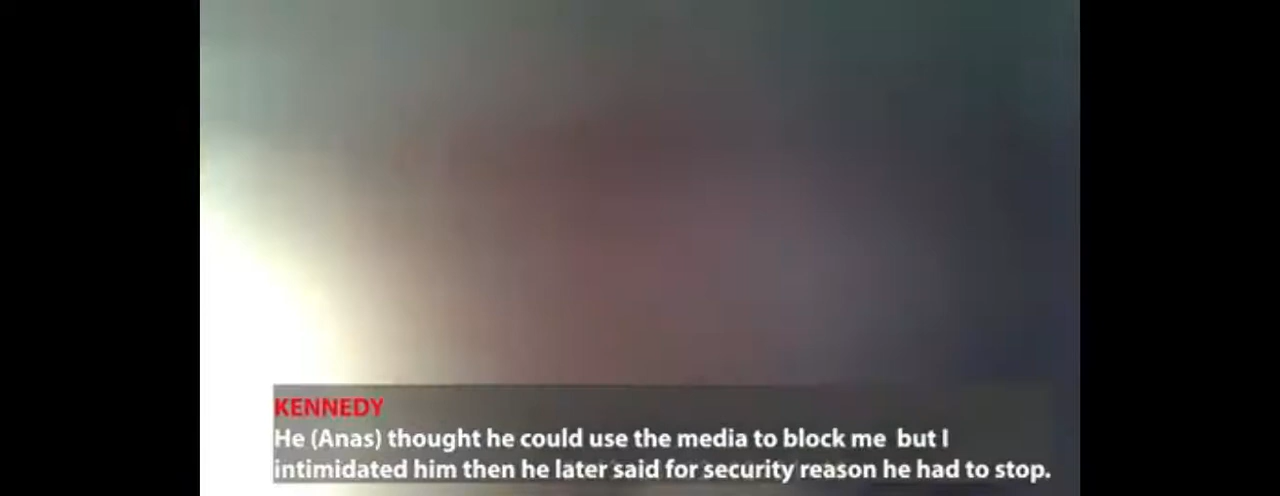 KENNEDY
He (Anas) thought he could use the media to block me but I
intimidated him then he later said for security reason he had to stop.